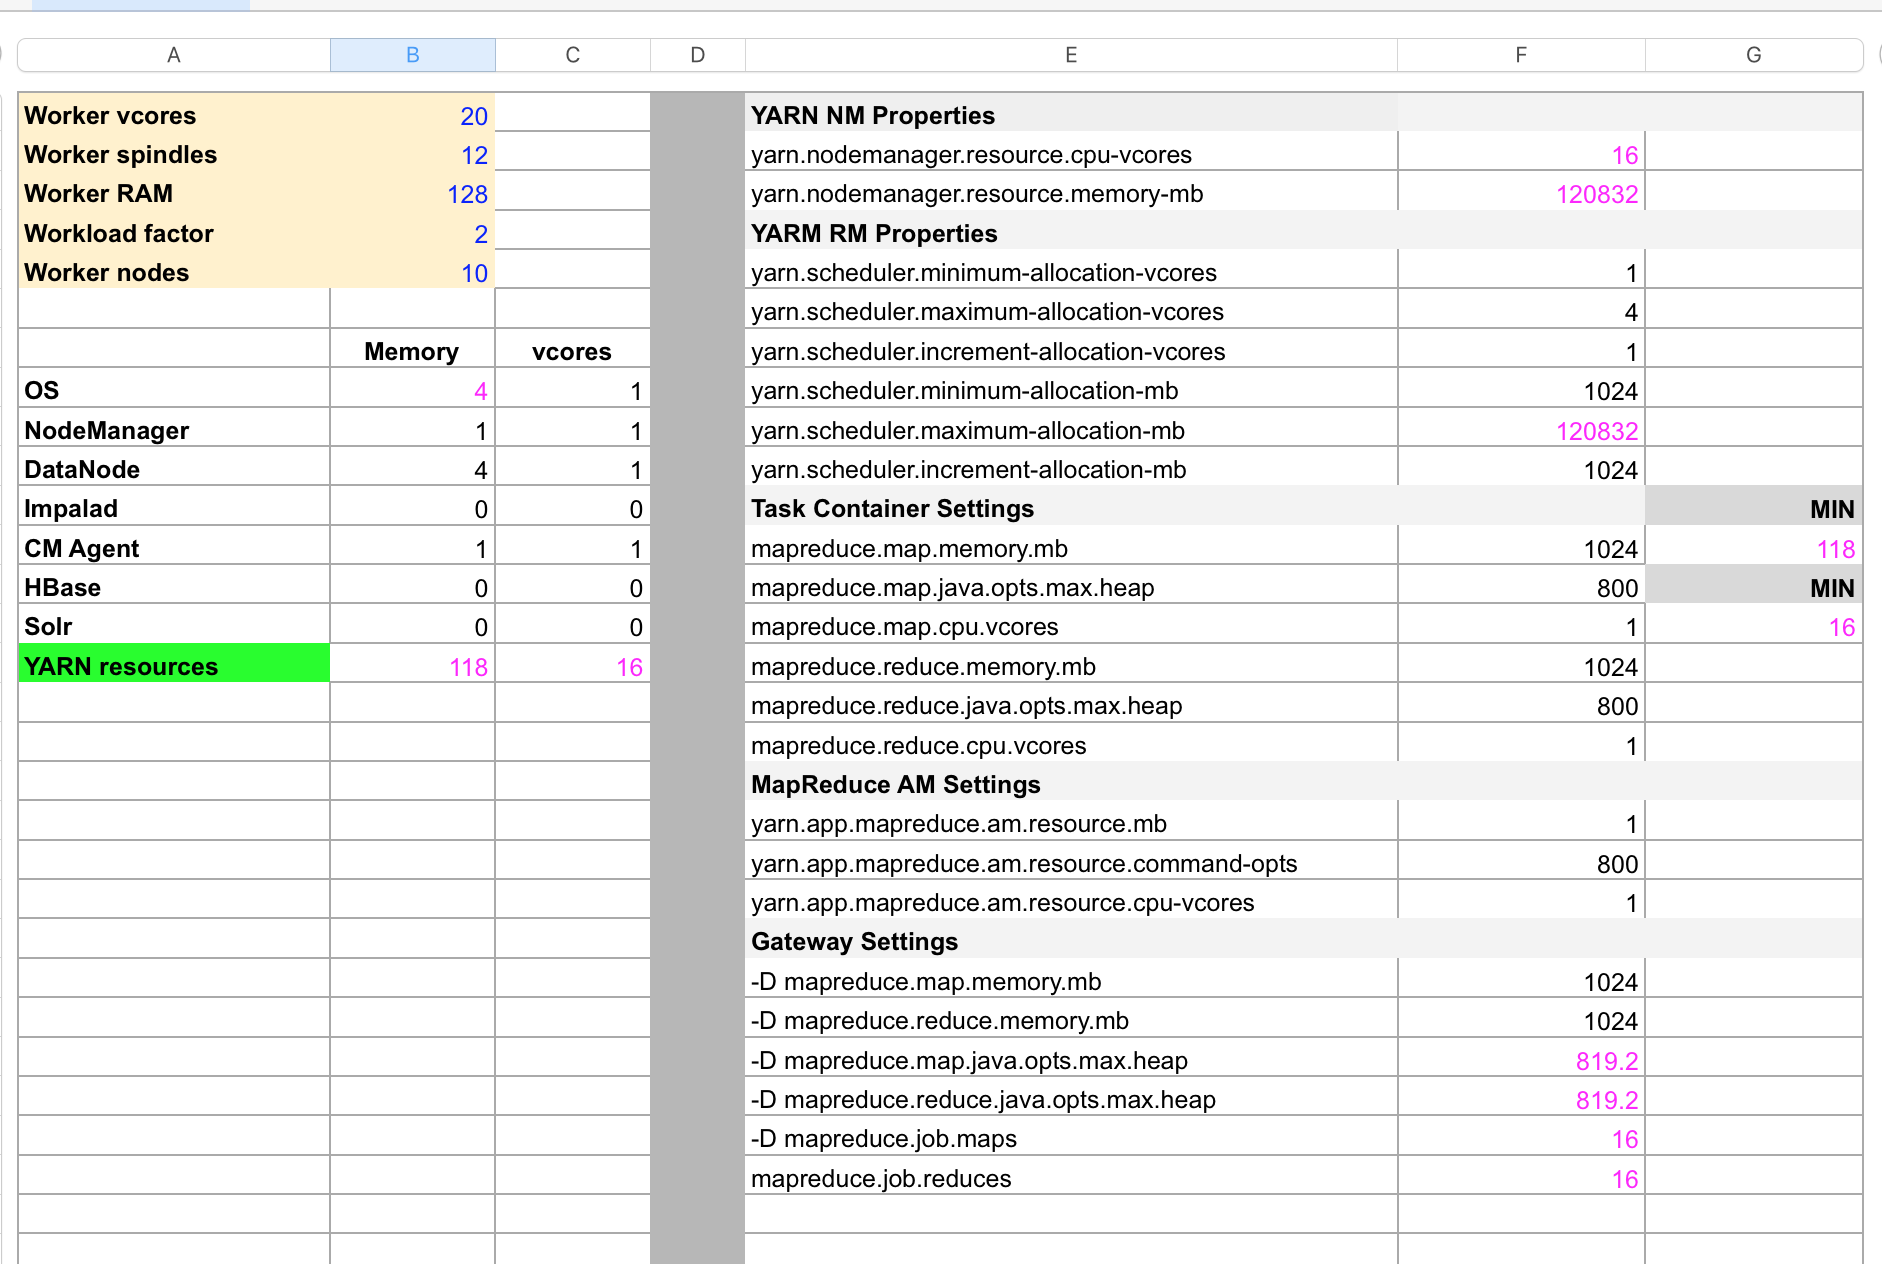 A B C D E F G
Worker vcores 20 YARN NM Properties
Worker spindles 12 yarn.nodemanager.resource.cpu-vcores 16
Worker RAM 128 yarn.nodemanager.resource.memory-mb 120832
Workload factor 2 YARM RM Properties
Worker nodes 10 yarn.scheduler.minimum-allocation-vcores 1
yarn.scheduler.maximum-allocation-vcores 4
Memory vcores yarn.scheduler.increment-allocation-vcores 1
OS 4 1 yarn.scheduler.minimum-allocation-mb 1024
NodeManager 1 1 yarn.scheduler.maximum-allocation-mb 120832
DataNode 4 1 yarn.scheduler.increment-allocation-mb 1024
Impalad 0 0 Task Container Settings MIN
CM Agent 1 1 mapreduce.map.memory.mb 1024 118
HBase 0 0 mapreduce.map.java.opts.max.heap 800 MIN
Solr 0 0 mapreduce.map.cpu.vcores 1 16
YARN resources 118 16 mapreduce.reduce.memory.mb 1024
mapreduce.reduce.java.opts.max.heap 800
mapreduce.reduce.cpu.vcores 1
MapReduce AM Settings
yarn.app.mapreduce.am.resource.mb 1
yarn.app.mapreduce.am.resource.command-opts 800
yarn.app.mapreduce.am.resource.cpu-vcores 1
Gateway Settings
-D mapreduce.map.memory.mb 1024
-D mapreduce.reduce.memory.mb 1024
-D mapreduce.map.java.opts.max.heap 819.2
-D mapreduce.reduce.java.opts.max.heap 819.2
-D mapreduce.job.maps 16
mapreduce.job.reduces 16